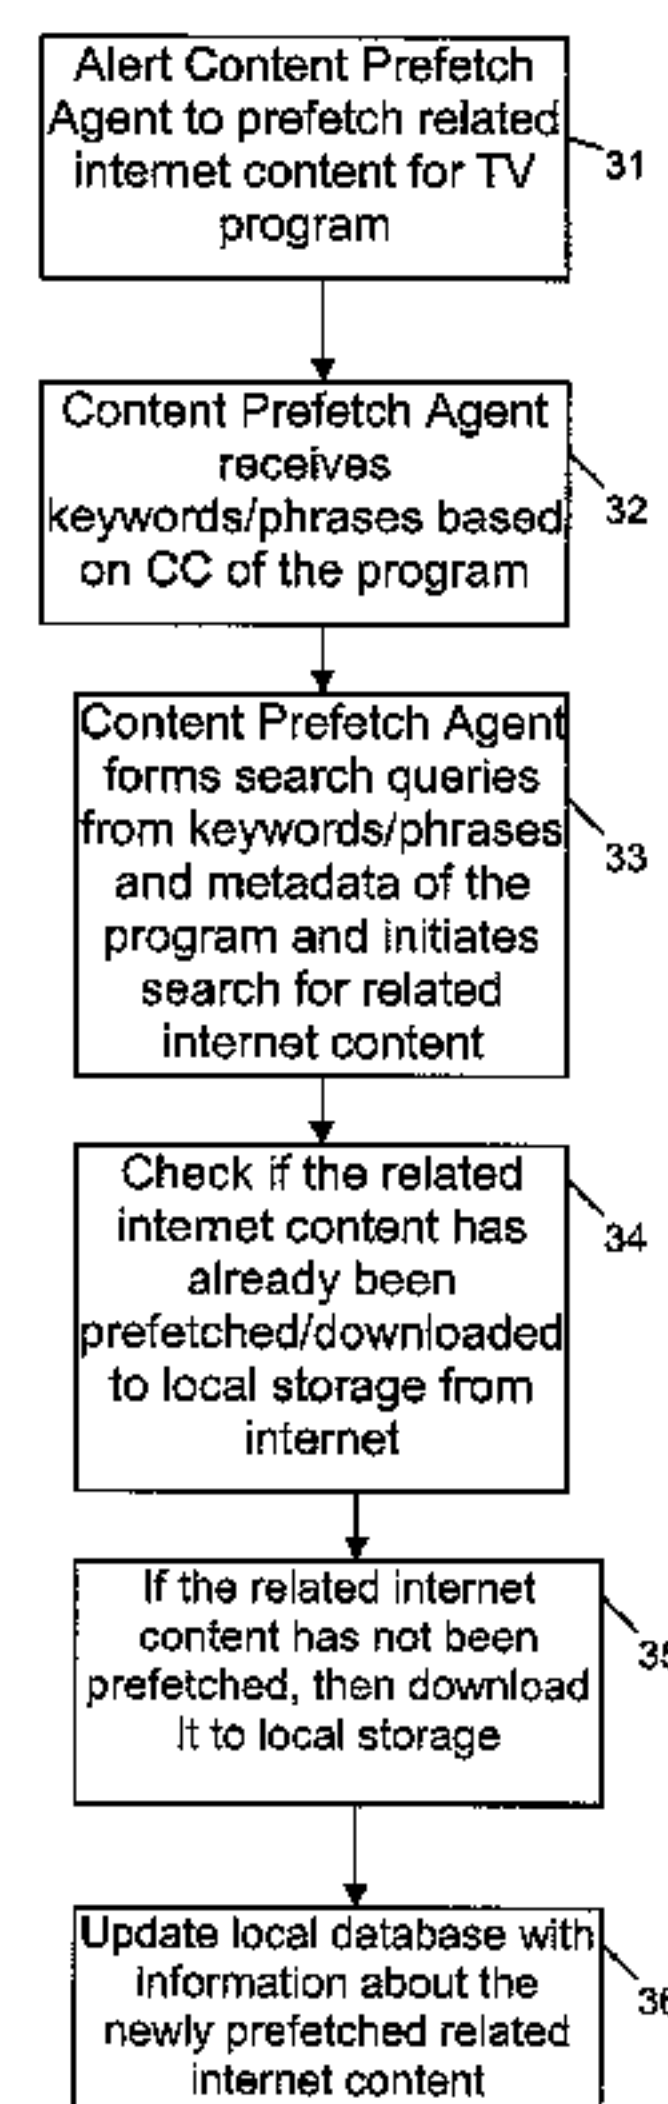 Alert Content Prefetch
Agent to prefetch related
internet content for TV
program
31
Content Prefetch Agent
receives
keywords/phrases based
on CC of the program
32
Content Prefetch Agent
forms search queries
from keywords/phrases
and metadata of the
program and initiates
search for related
internet content
33
Check if the related
internet content has
already been
prefetched/downloaded
to local storage from
internet
34
If the related internet
content has not been
prefetched, then download
it to local storage
35
Update local database with
information about the
newly prefetched related
internet content
36